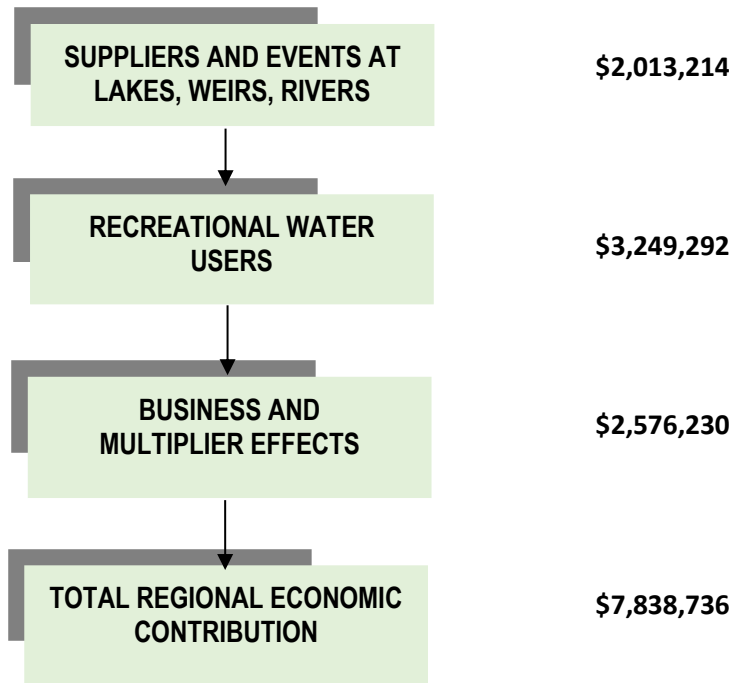 SUPPLIERS AND EVENTS AT
LAKES, WEIRS, RIVERS
$2,013,214
RECREATIONAL WATER
USERS
$3,249,292
BUSINESS AND
MULTIPLIER EFFECTS
$2,576,230
TOTAL REGIONAL ECONOMIC
CONTRIBUTION
$7,838,736